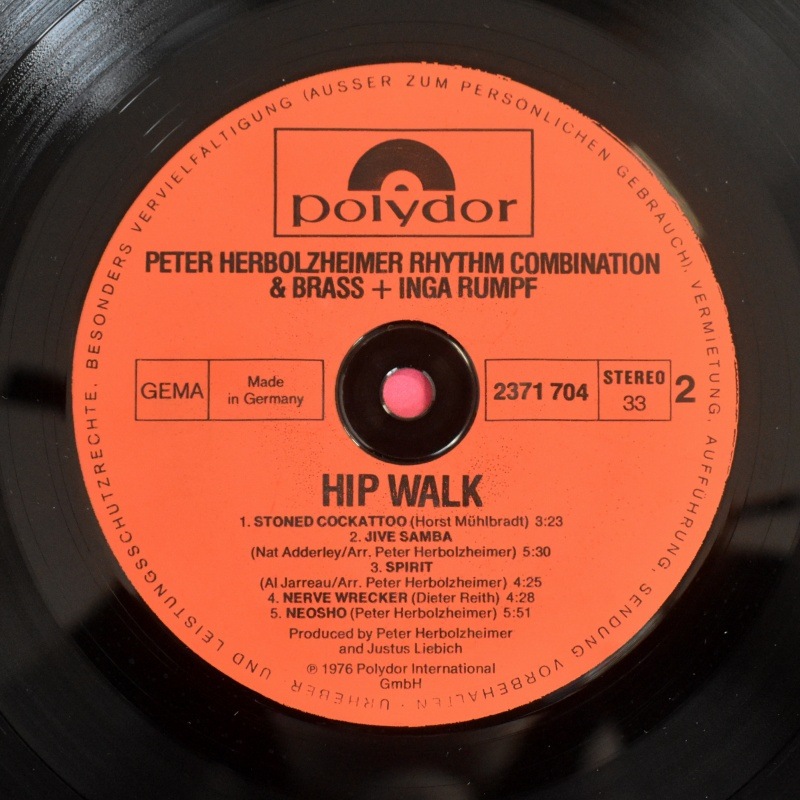 URHEBER UND LEISTUNGSSCHUTZRECHTE, BESONDERS VERVIELFÄLTIGUNG (AUSSER ZUM PERSÖNLICHEN GEBRAUCH), VERMIETUNG, AUFFÜHRUNG, SENDUNG VORBEHALTEN ·
polydor
PETER HERBOLZHEIMER RHYTHM COMBINATION
& BRASS + INGA RUMPF
GEMA
Made
in Germany
2371 704
STEREO
33
2
HIP WALK
1. STONED COCKATTOO (Horst Mühlbradt) 3:23
2. JIVE SAMBA
(Nat Adderley/Arr. Peter Herbolzheimer) 5:30
3. SPIRIT
(Al Jarreau/Arr. Peter Herbolzheimer) 4:25
4. NERVE WRECKER (Dieter Reith) 4:28
5. NEOSHO (Peter Herbolzheimer) 5:51
Produced by Peter Herbolzheimer
and Justus Liebich
℗ 1976 Polydor International
GmbH